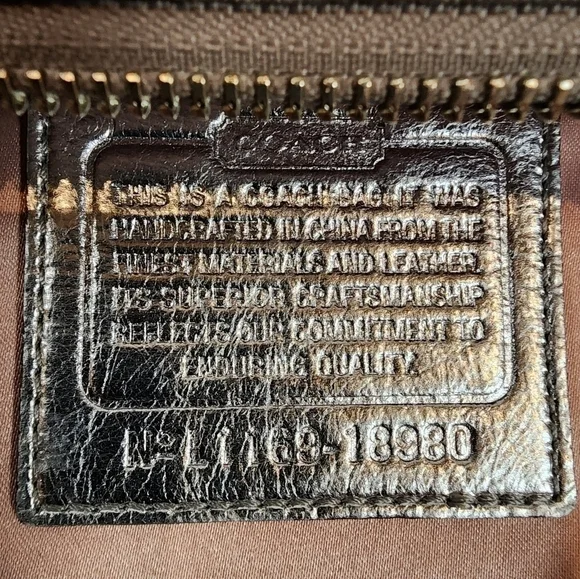 COACH
THIS IS A COACH BAG. IT WAS
HANDCRAFTED IN CHINA FROM THE
FINEST MATERIALS AND LEATHER.
ITS SUPERIOR CRAFTSMANSHIP
REFLECTS OUR COMMITMENT TO
ENDURING QUALITY.
Nº L1169-18980